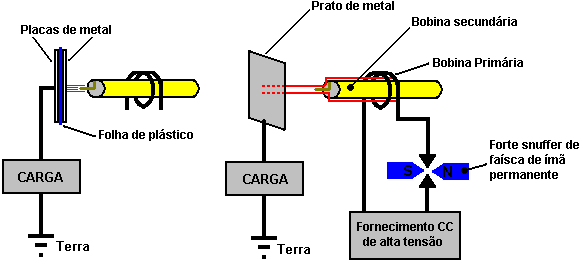 Placas de metal
Folha de plástico
CARGA
Terra
Prato de metal
Bobina secundária
Bobina Primária
S N
Forte snuffer de
faísca de ímã
permanente
CARGA
Terra
Fornecimento CC
de alta tensão